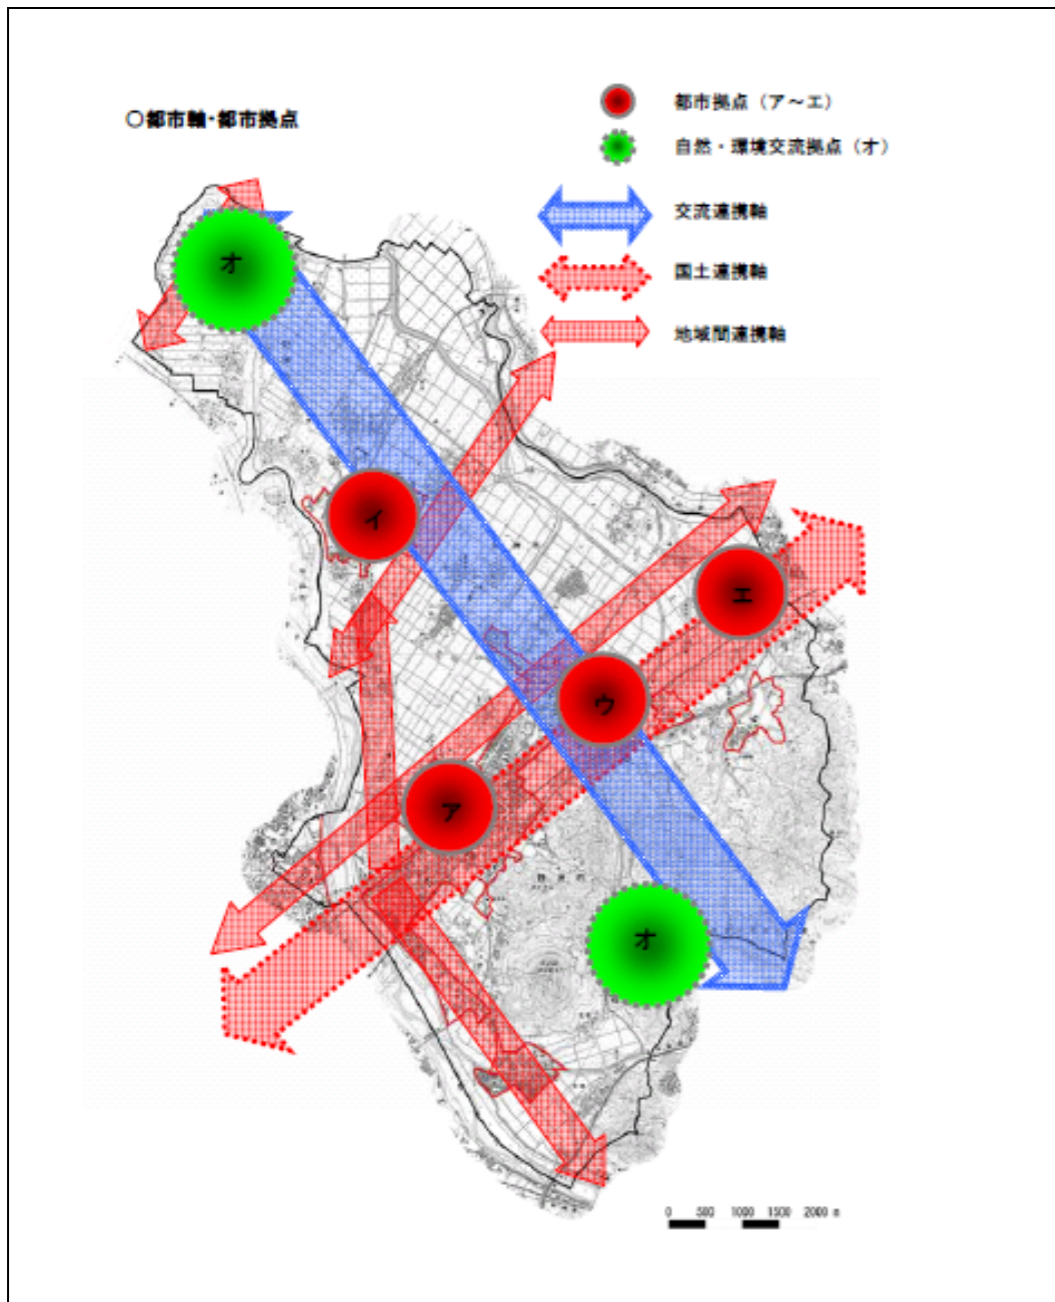 ○都市軸・都市拠点
都市拠点（ア～エ）
自然・環境交流拠点（オ）
交流連携軸
国土連携軸
地域間連携軸
オ
イ
エ
ウ
ア
オ
0 500 1000 1500 2000 m